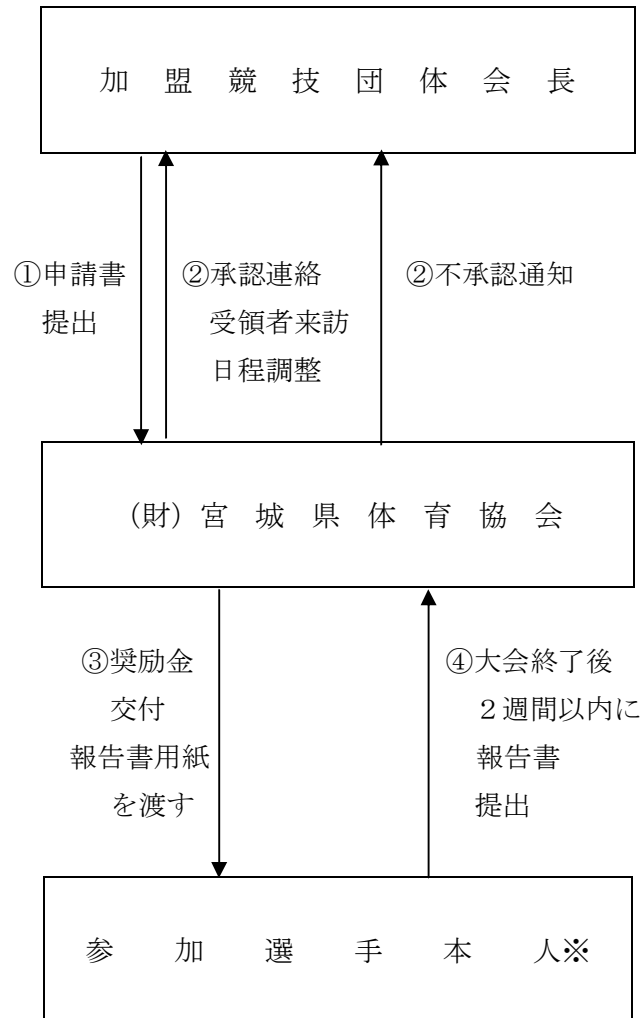 加盟競技団体会長
①申請書
提出
②承認連絡
受領者来訪
日程調整
②不承認通知
(財)宮城県体育協会
③奨励金
交付
報告書用紙
を渡す
④大会終了後
２週間以内に
報告書
提出
参加選手本人※